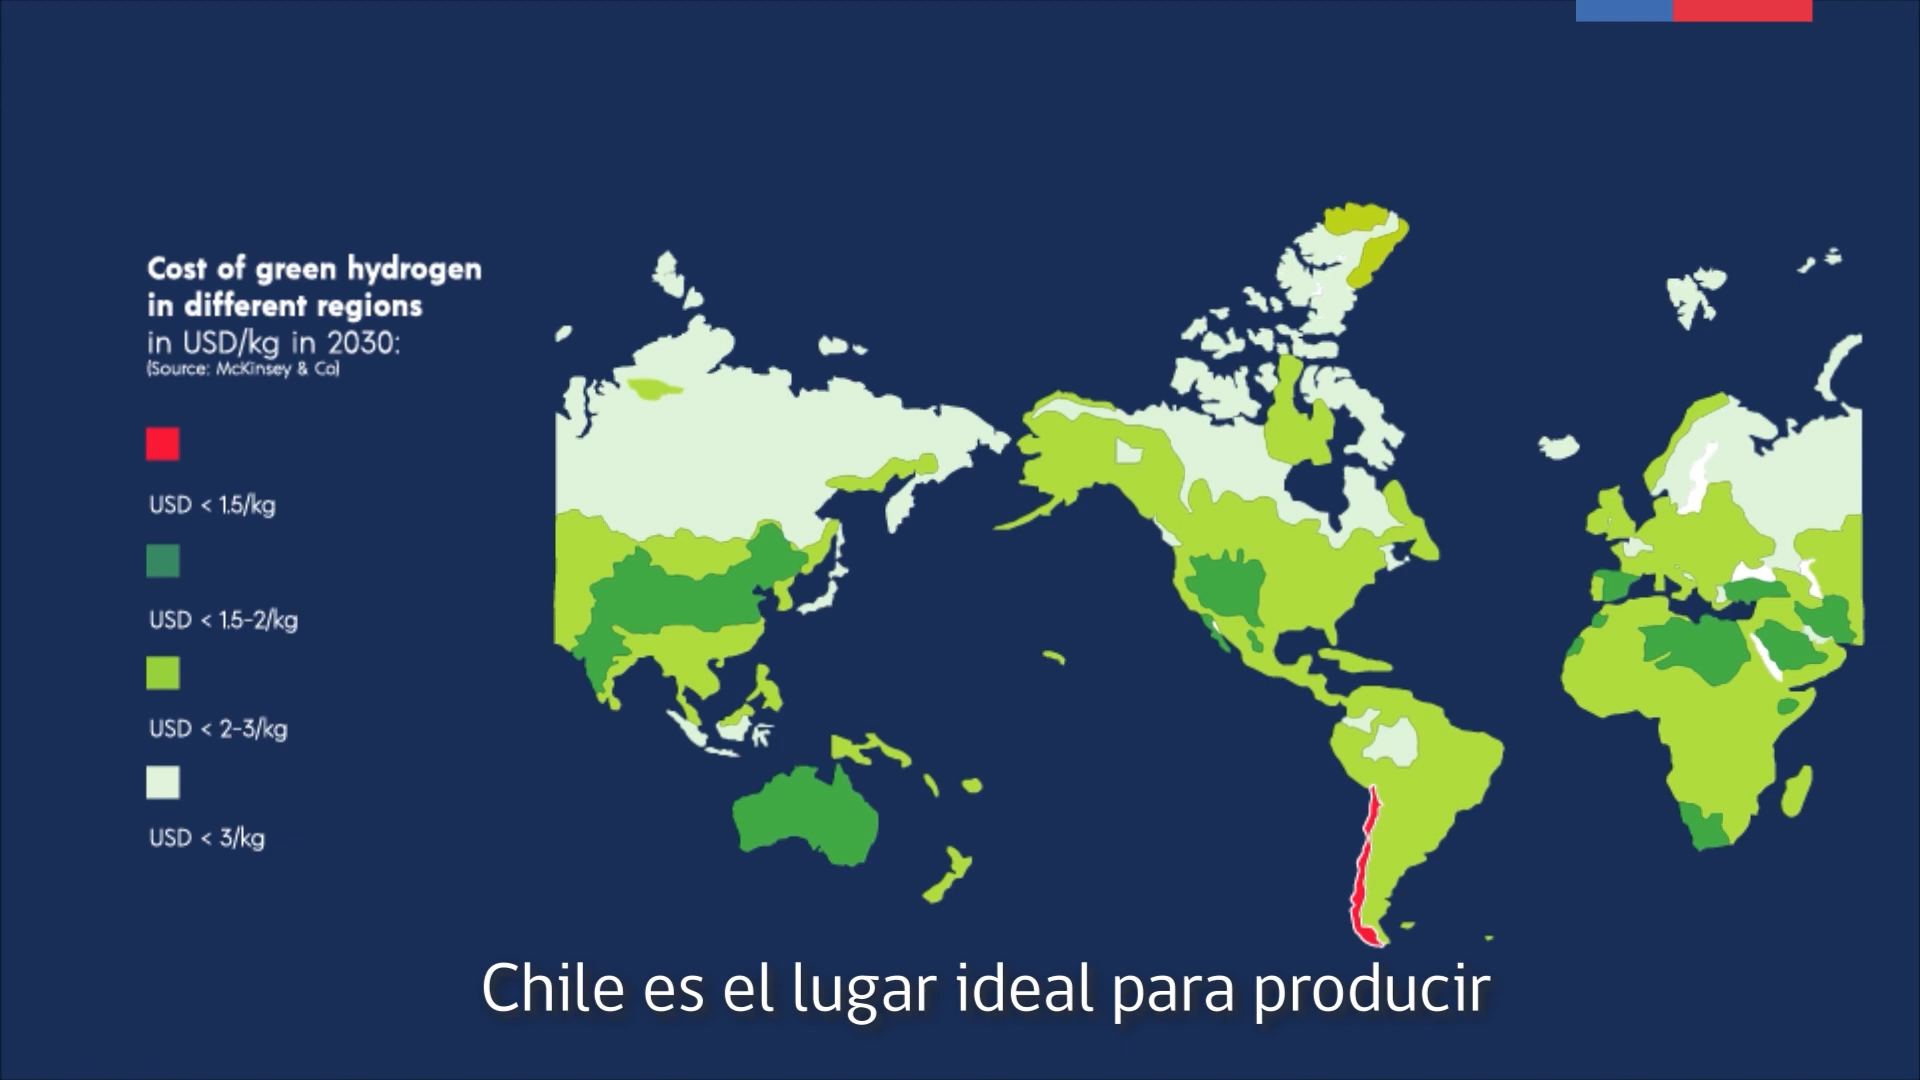 Cost of green hydrogen
in different regions
in USD/kg in 2030:
(Source: McKinsey & Co)
USD < 1.5/kg
USD < 1.5-2/kg
USD < 2-3/kg
USD < 3/kg
Chile es el lugar ideal para producir